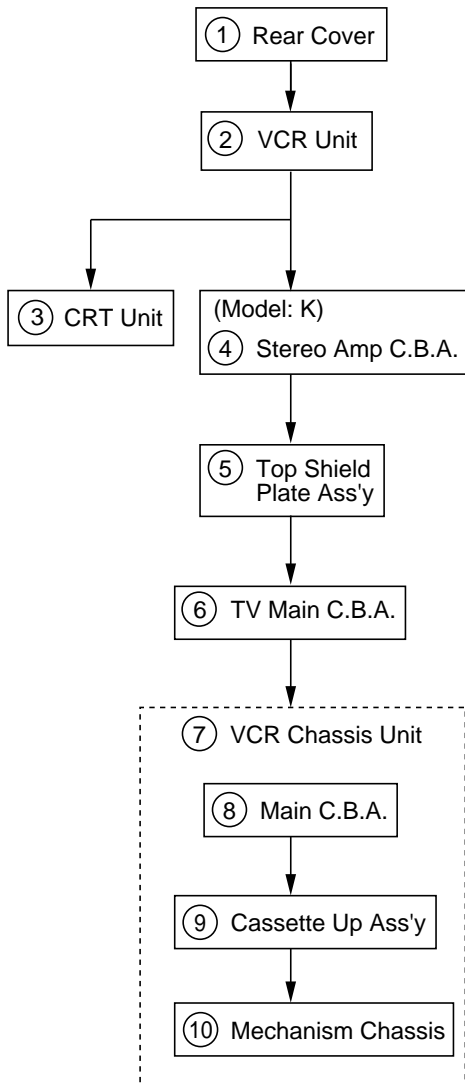 ① Rear Cover
② VCR Unit
③ CRT Unit
(Model: K)
④ Stereo Amp C.B.A.
⑤ Top Shield
Plate Ass'y
⑥ TV Main C.B.A.
⑦ VCR Chassis Unit
⑧ Main C.B.A.
⑨ Cassette Up Ass'y
⑩ Mechanism Chassis